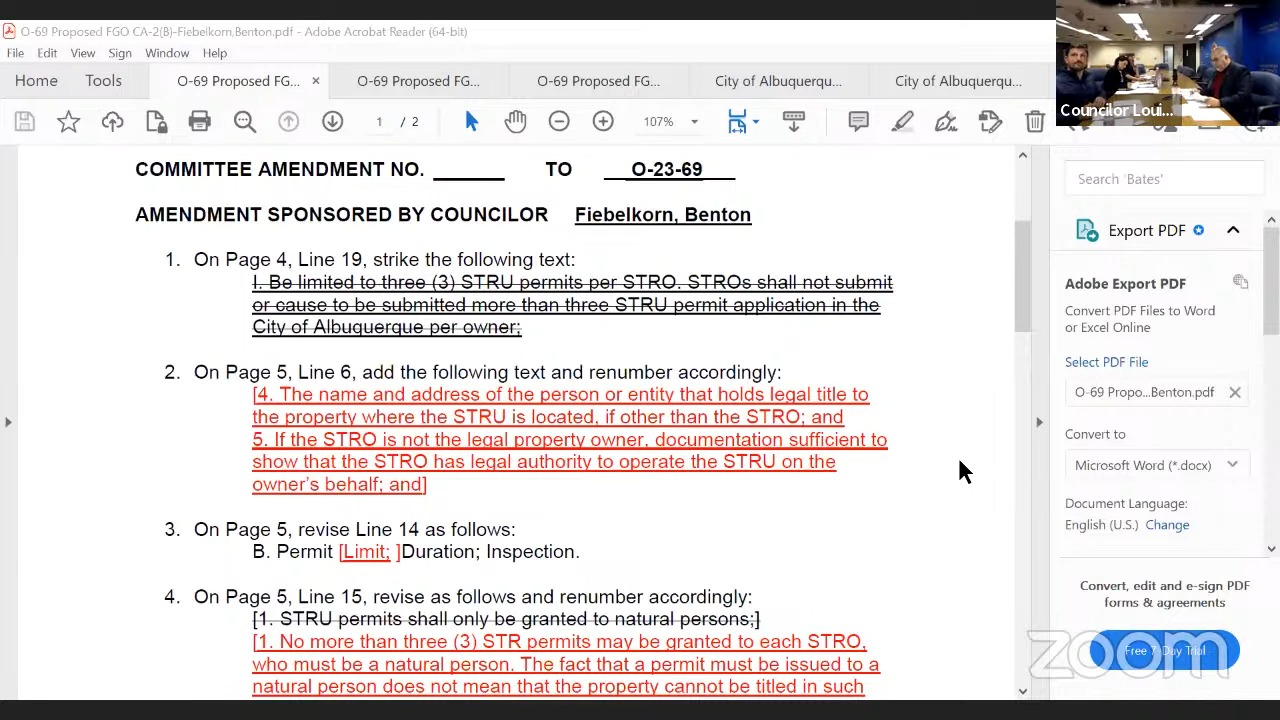 O-69 Proposed FGO CA-2(B)-Fiebelkorn,Benton.pdf - Adobe Acrobat Reader (64-bit)
File Edit View Sign Window Help
Home Tools O-69 Proposed FG... × O-69 Proposed FG... O-69 Proposed FG... City of Albuquerqu... City of Albuquerqu...
1 / 2 107%
Councilor Loui...
COMMITTEE AMENDMENT NO. ______ TO O-23-69
AMENDMENT SPONSORED BY COUNCILOR Fiebelkorn, Benton
1. On Page 4, Line 19, strike the following text:
I. Be limited to three (3) STRU permits per STRO. STROs shall not submit
or cause to be submitted more than three STRU permit application in the
City of Albuquerque per owner;
2. On Page 5, Line 6, add the following text and renumber accordingly:
[4. The name and address of the person or entity that holds legal title to
the property where the STRU is located, if other than the STRO; and
5. If the STRO is not the legal property owner, documentation sufficient to
show that the STRO has legal authority to operate the STRU on the
owner's behalf; and]
3. On Page 5, revise Line 14 as follows:
B. Permit [Limit; ]Duration; Inspection.
4. On Page 5, Line 15, revise as follows and renumber accordingly:
[1. STRU permits shall only be granted to natural persons;]
[1. No more than three (3) STR permits may be granted to each STRO,
who must be a natural person. The fact that a permit must be issued to a
natural person does not mean that the property cannot be titled in such
Search 'Bates'
Export PDF
Adobe Export PDF
Convert PDF Files to Word
or Excel Online
Select PDF File
O-69 Propo...Benton.pdf
Convert to
Microsoft Word (*.docx)
Document Language:
English (U.S.) Change
Convert, edit and e-sign PDF
forms & agreements
Free 7-Day Trial
zoom